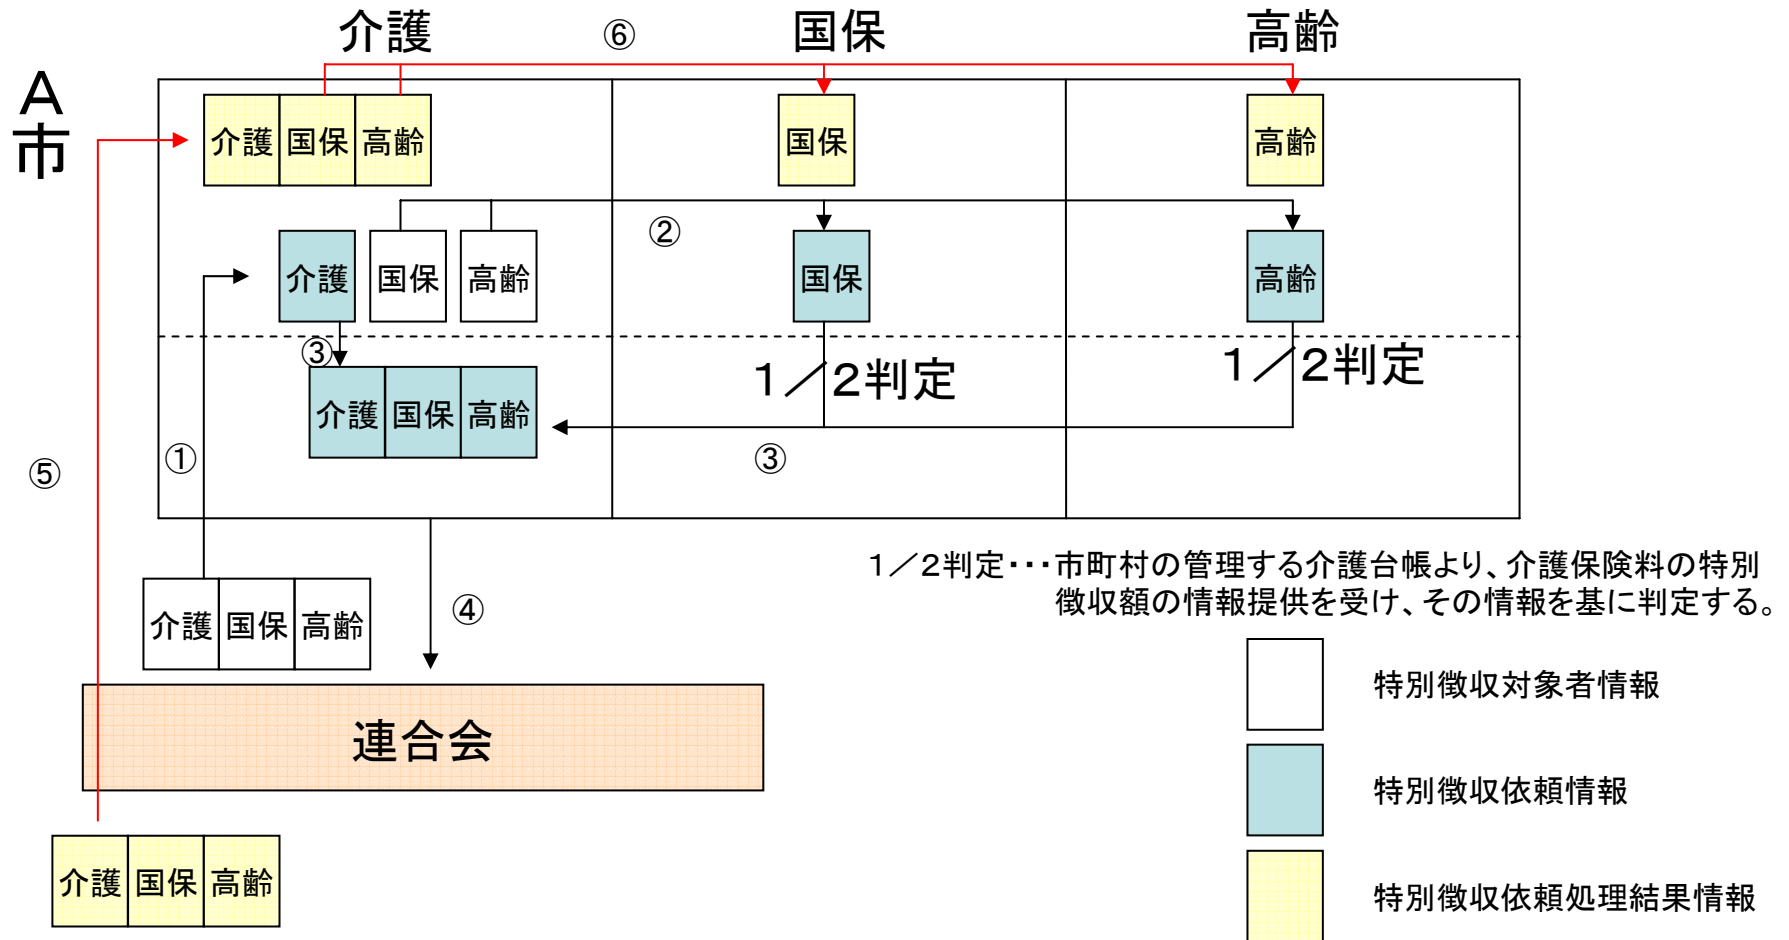 介護
⑥
国保
高齢
A
市
介護 国保 高齢
国保
高齢
②
介護
国保
高齢
国保
高齢
③
1／2判定
1／2判定
介護 国保 高齢
①
③
⑤
1／2判定・・・市町村の管理する介護台帳より、介護保険料の特別
徴収額の情報提供を受け、その情報を基に判定する。
介護 国保 高齢
④
特別徴収対象者情報
連合会
特別徴収依頼情報
介護 国保 高齢
特別徴収依頼処理結果情報